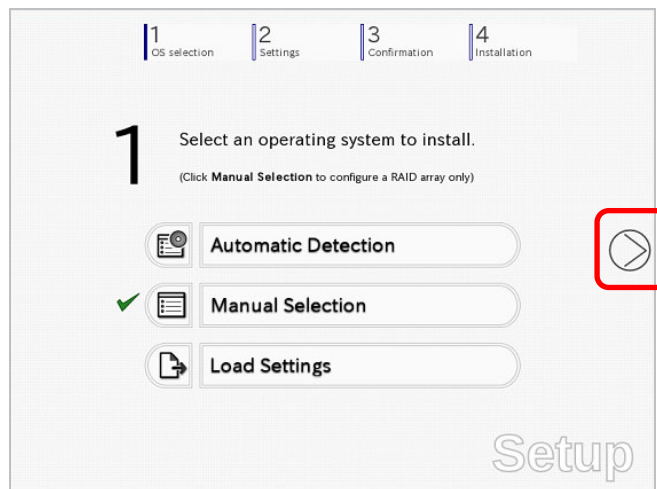 1 2 3 4
OS selection Settings Confirmation Installation
1 Select an operating system to install.
(Click Manual Selection to configure a RAID array only)
Automatic Detection
Manual Selection
Load Settings
Setup